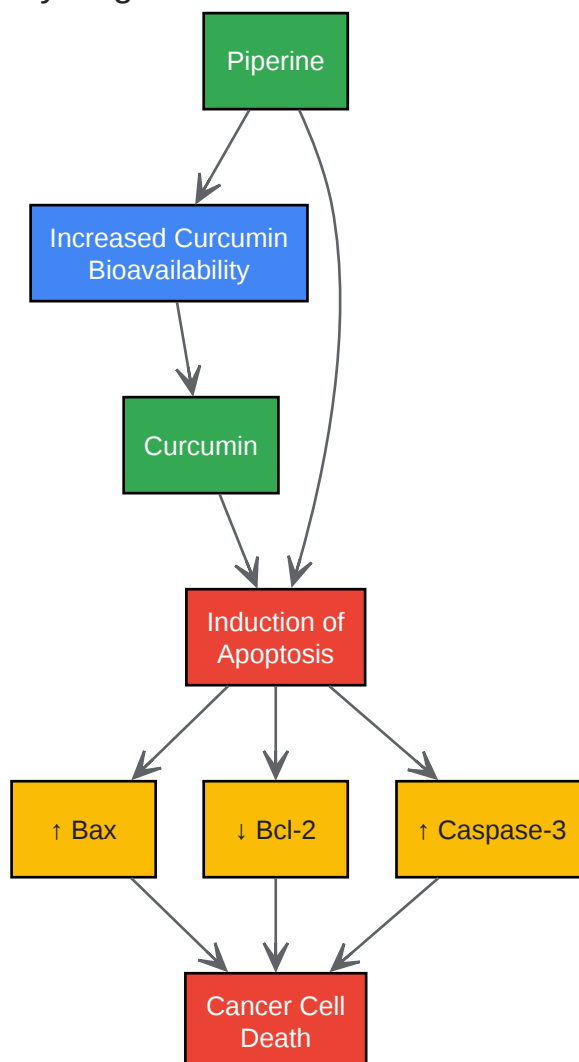 Piperine
Increased Curcumin
Bioavailability
Curcumin
Induction of
Apoptosis
↑ Bax
↓ Bcl-2
↑ Caspase-3
Cancer Cell
Death